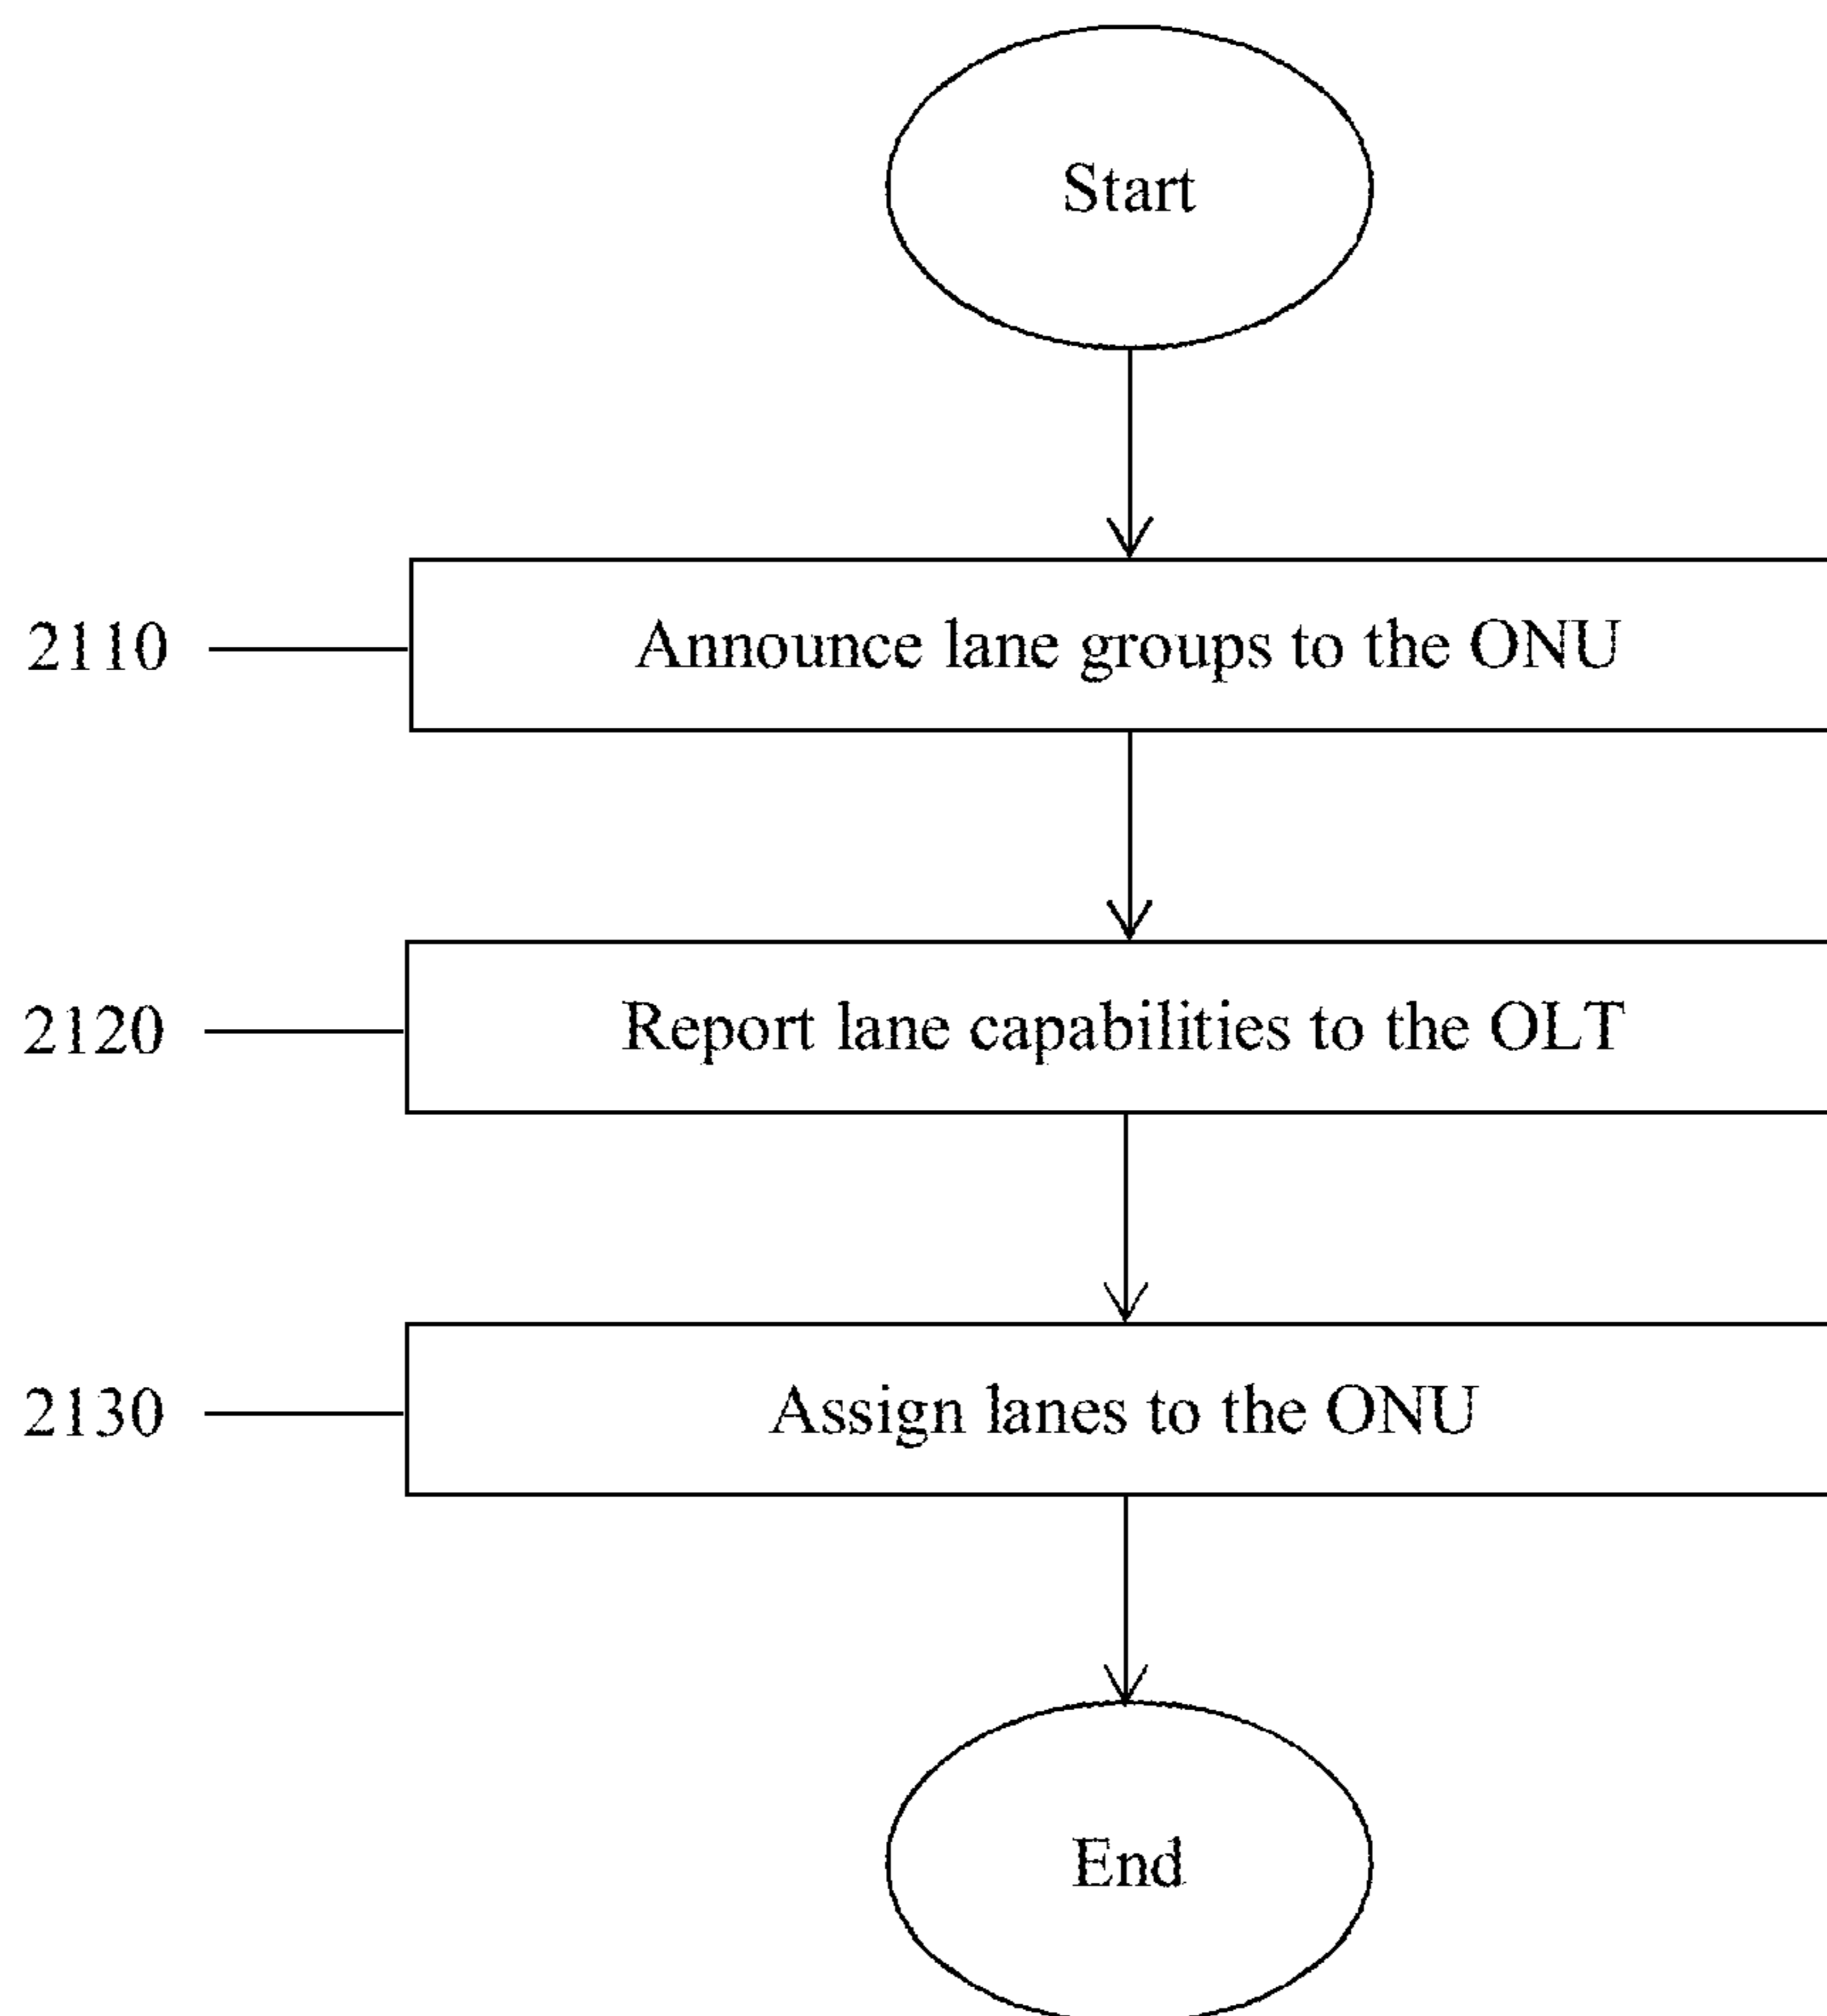 Start
2110 Announce lane groups to the ONU
2120 Report lane capabilities to the OLT
2130 Assign lanes to the ONU
End